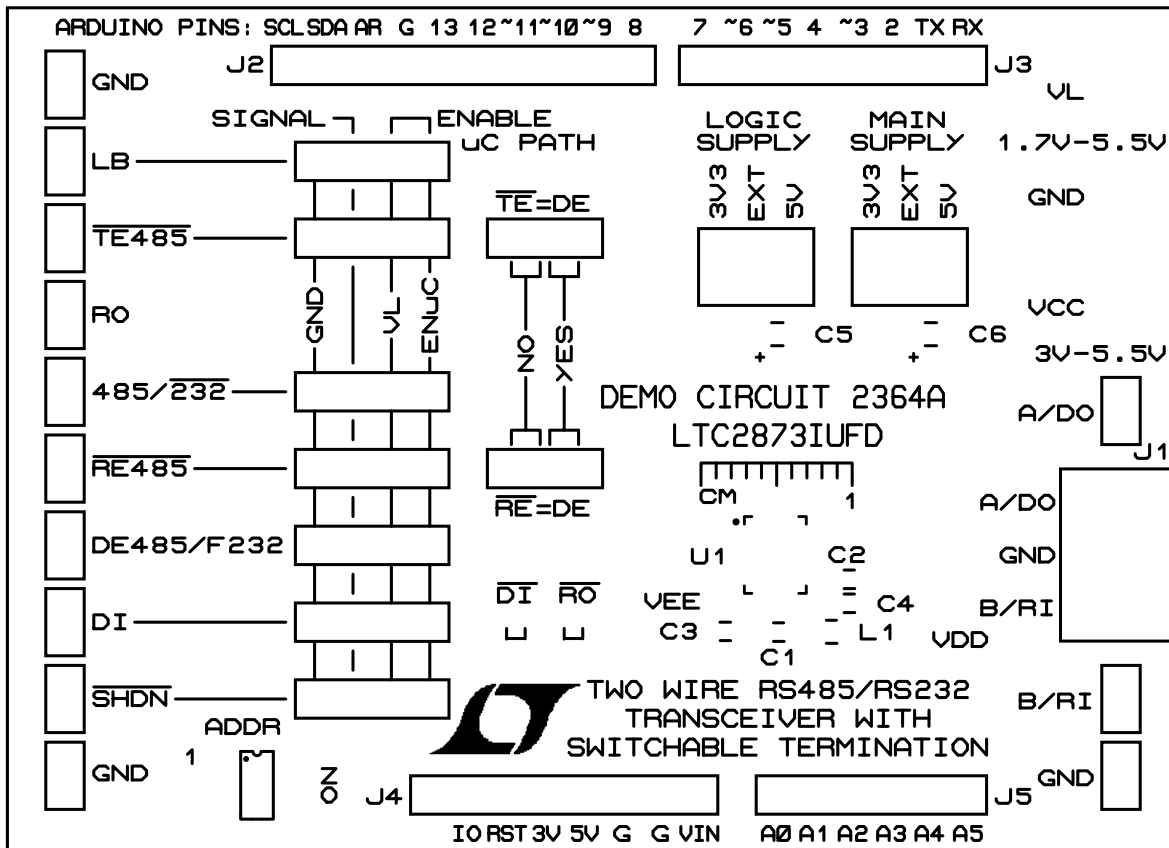 ARDUINO PINS: SCL SDA AR G 13 12 ~11 ~10 ~9 8 7 ~6 ~5 4 ~3 2 TX RX
J2
J3
GND
VL
SIGNAL
ENABLE
uC PATH
LOGIC
SUPPLY
MAIN
SUPPLY
1.7V-5.5V
LB
3V3
EXT
5V
3V3
EXT
5V
GND
TE=DE
TE485
RO
GND
VL
ENuC
NO
YES
VCC
C5
C6
+
+
3V-5.5V
485/232
DEMO CIRCUIT 2364A
LTC2873IUFD
A/DO
J1
RE485
CM
1
RE=DE
A/DO
DE485/F232
U1
C2
GND
DI
RO
VEE
C4
B/RI
DI
C3
C1
L1
VDD
SHDN
TWO WIRE RS485/RS232
TRANSCEIVER WITH
SWITCHABLE TERMINATION
B/RI
ADDR
1
GND
ON
J4
J5
GND
IO RST 3V 5V G G VIN
A0 A1 A2 A3 A4 A5